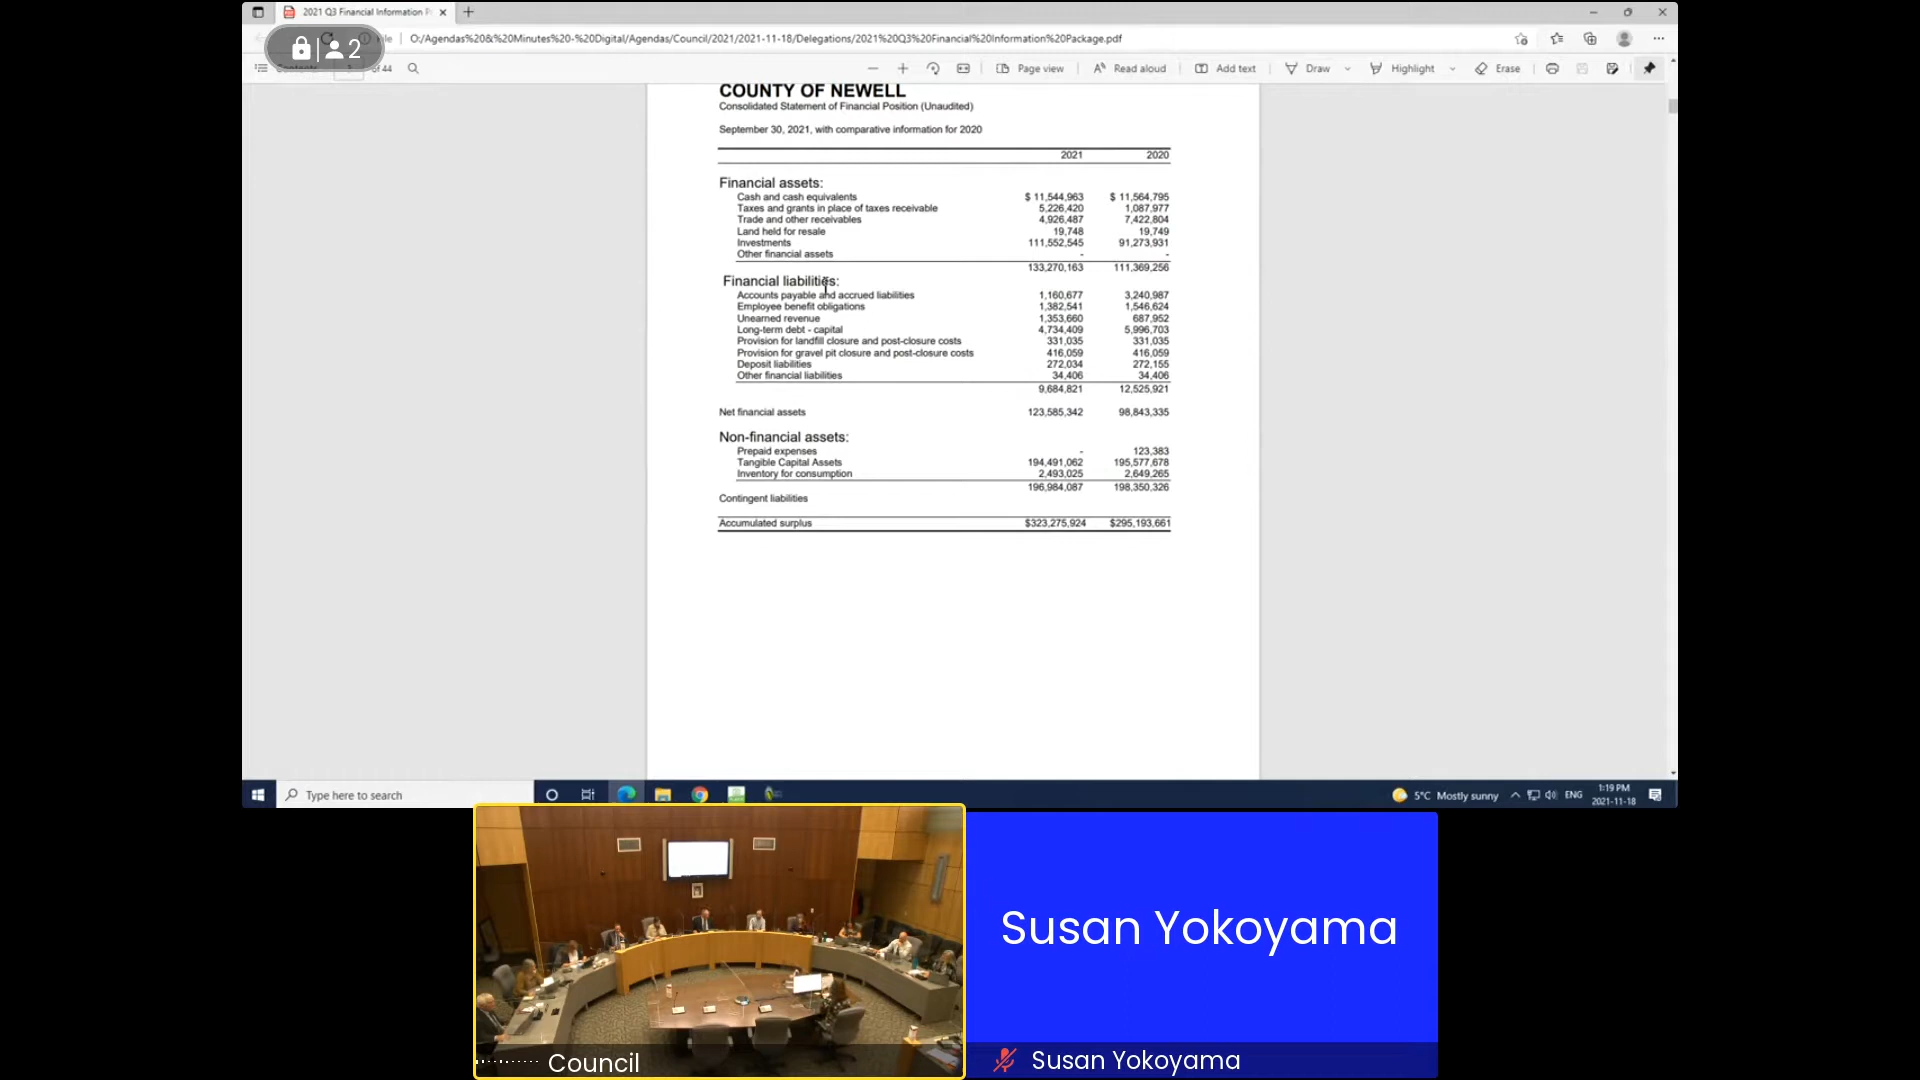 2021 Q3 Financial Information P
2
O:/Agendas%20&%20Minutes%20-%20Digital/Agendas/Council/2021/2021-11-18/Delegations/2021%20Q3%20Financial%20Information%20Package.pdf
of 44
Page view
Read aloud
Add text
Draw
Highlight
Erase
COUNTY OF NEWELL
Consolidated Statement of Financial Position (Unaudited)
September 30, 2021, with comparative information for 2020
2021 2020
Financial assets:
Cash and cash equivalents $ 11,544,963 $ 11,564,795
Taxes and grants in place of taxes receivable 5,226,420 1,087,977
Trade and other receivables 4,926,487 7,422,804
Land held for resale 19,748 19,749
Investments 111,552,545 91,273,931
Other financial assets - -
133,270,163 111,369,256
Financial liabilities:
Accounts payable and accrued liabilities 1,160,677 3,240,987
Employee benefit obligations 1,382,541 1,546,624
Unearned revenue 1,353,660 687,952
Long-term debt - capital 4,734,409 5,996,703
Provision for landfill closure and post-closure costs 331,035 331,035
Provision for gravel pit closure and post-closure costs 416,059 416,059
Deposit liabilities 272,034 272,155
Other financial liabilities 34,406 34,406
9,684,821 12,525,921
Net financial assets 123,585,342 98,843,335
Non-financial assets:
Prepaid expenses - 123,383
Tangible Capital Assets 194,491,062 195,577,678
Inventory for consumption 2,493,025 2,649,265
196,984,087 198,350,326
Contingent liabilities
Accumulated surplus $323,275,924 $295,193,661
Type here to search
5°C Mostly sunny
ENG
1:19 PM
2021-11-18
Susan Yokoyama
Council
Susan Yokoyama